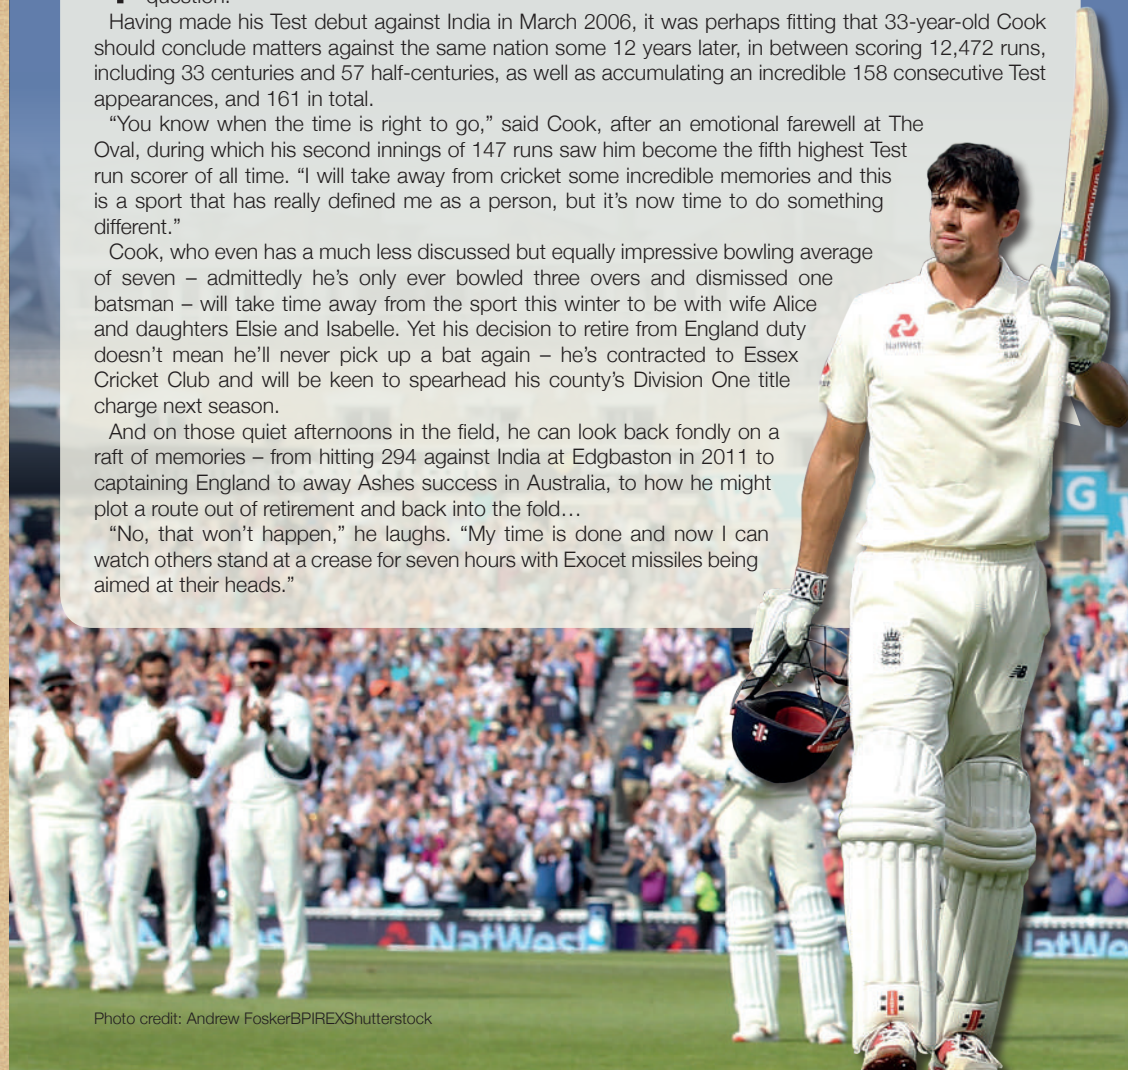 question.
Having made his Test debut against India in March 2006, it was perhaps fitting that 33-year-old Cook
should conclude matters against the same nation some 12 years later, in between scoring 12,472 runs,
including 33 centuries and 57 half-centuries, as well as accumulating an incredible 158 consecutive Test
appearances, and 161 in total.
“You know when the time is right to go,” said Cook, after an emotional farewell at The
Oval, during which his second innings of 147 runs saw him become the fifth highest Test
run scorer of all time. “I will take away from cricket some incredible memories and this
is a sport that has really defined me as a person, but it’s now time to do something
different.”
Cook, who even has a much less discussed but equally impressive bowling average
of seven – admittedly he’s only ever bowled three overs and dismissed one
batsman – will take time away from the sport this winter to be with wife Alice
and daughters Elsie and Isabelle. Yet his decision to retire from England duty
doesn’t mean he’ll never pick up a bat again – he’s contracted to Essex
Cricket Club and will be keen to spearhead his county’s Division One title
charge next season.
And on those quiet afternoons in the field, he can look back fondly on a
raft of memories – from hitting 294 against India at Edgbaston in 2011 to
captaining England to away Ashes success in Australia, to how he might
plot a route out of retirement and back into the fold…
“No, that won’t happen,” he laughs. “My time is done and now I can
watch others stand at a crease for seven hours with Exocet missiles being
aimed at their heads.”
NatWest
630
NG
NatWest
NatWe
Photo credit: Andrew FoskerBPIREXShutterstock